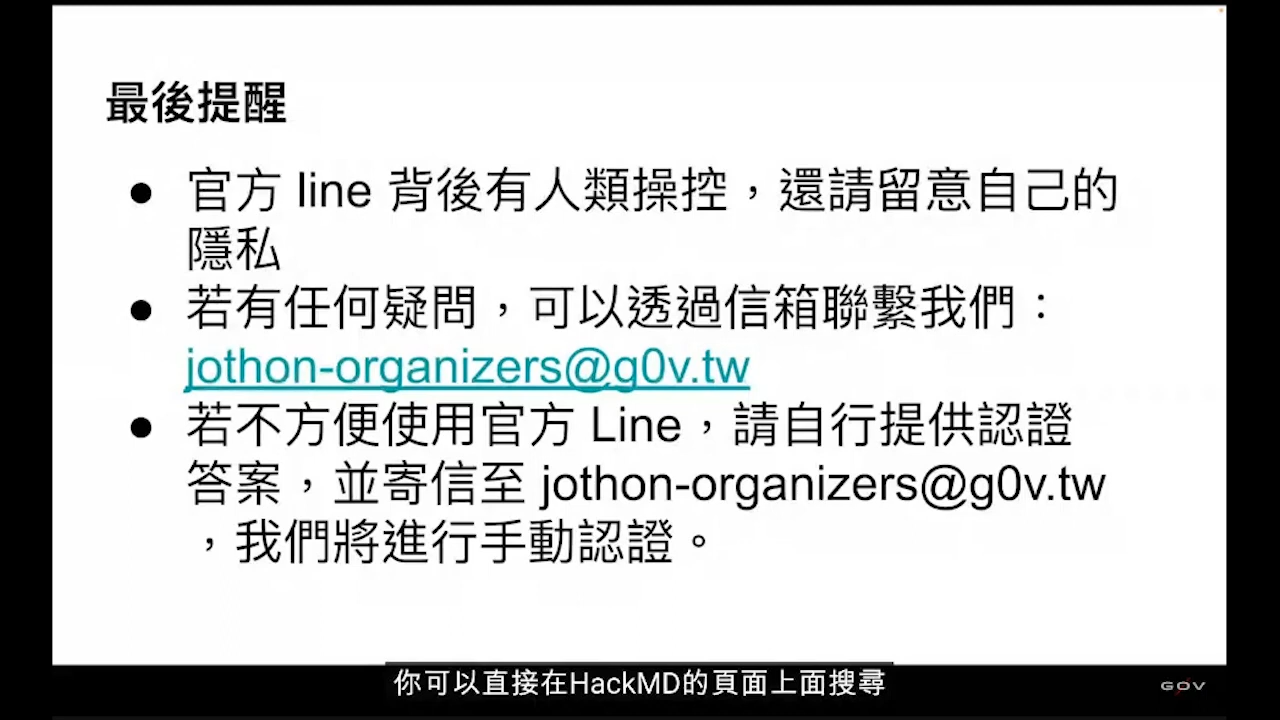 最後提醒
● 官方 line 背後有人類操控，還請留意自己的
隱私
● 若有任何疑問，可以透過信箱聯繫我們：
jothon-organizers@g0v.tw
● 若不方便使用官方 Line，請自行提供認證
答案，並寄信至 jothon-organizers@g0v.tw
，我們將進行手動認證。
你可以直接在HackMD的頁面上面搜尋
G0V